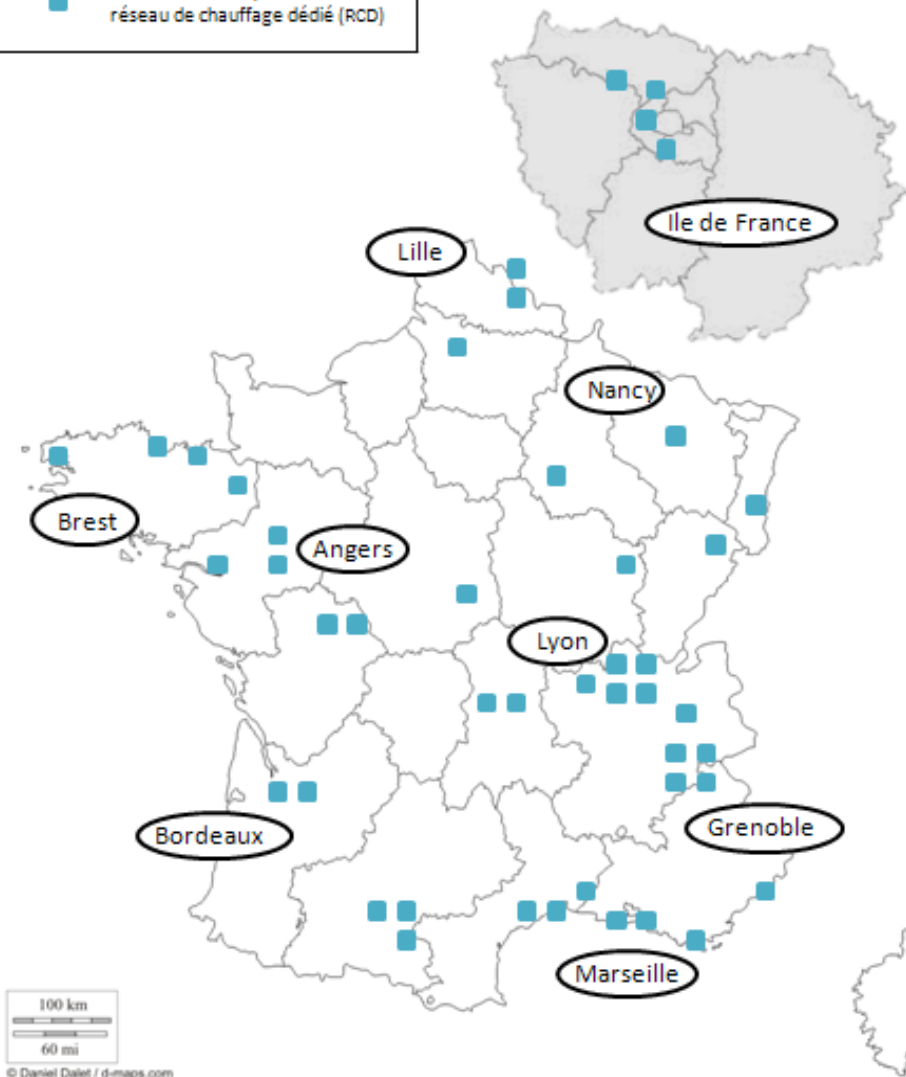 réseau de chauffage dédié (RCD)
Ile de France
Lille
Nancy
Brest
Angers
Lyon
Bordeaux
Grenoble
Marseille
100 km
60 mi
© Daniel Dalet / d-maps.com